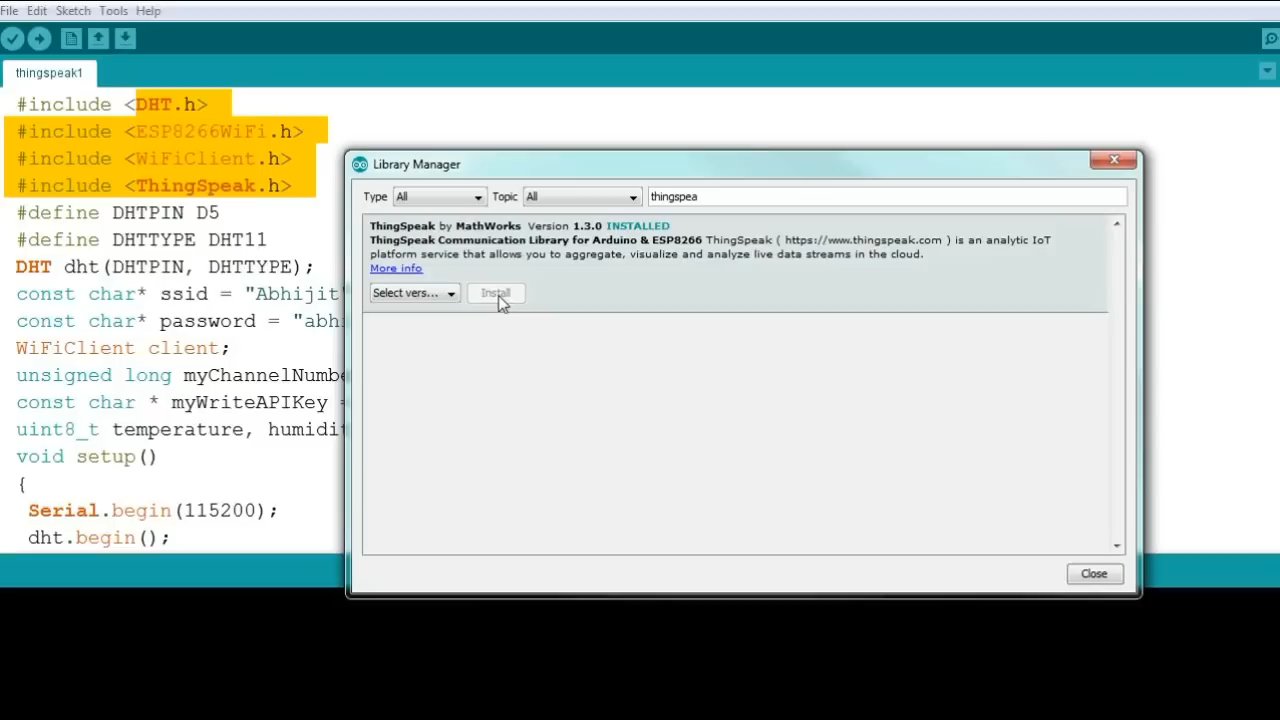 File Edit Sketch Tools Help
thingspeak1
#include <DHT.h>
#include <ESP8266WiFi.h>
#include <WiFiClient.h>
#include <ThingSpeak.h>
#define DHTPIN D5
#define DHTTYPE DHT11
DHT dht(DHTPIN, DHTTYPE);
const char* ssid = "Abhijit"
const char* password = "abh
WiFiClient client;
unsigned long myChannelNumbe
const char * myWriteAPIKey =
uint8_t temperature, humidit
void setup()
{
Serial.begin(115200);
dht.begin();
Library Manager
Type All Topic All thingspea
ThingSpeak by MathWorks Version 1.3.0 INSTALLED
ThingSpeak Communication Library for Arduino & ESP8266 ThingSpeak ( https://www.thingspeak.com ) is an analytic IoT
platform service that allows you to aggregate, visualize and analyze live data streams in the cloud.
More info
Select vers... Install
Close